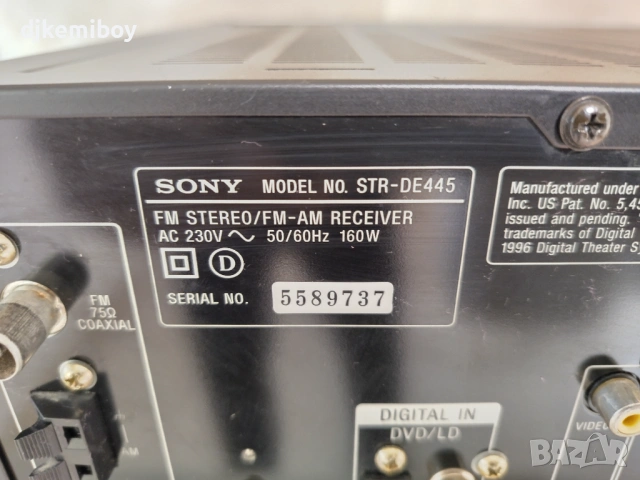 dikemiboy
SONY MODEL NO. STR-DE445
FM STEREO/FM-AM RECEIVER
AC 230V ~ 50/60Hz 160W
D
SERIAL NO. 5589737
Manufactured under
Inc. US Pat. No. 5,45
issued and pending.
trademarks of Digital
1996 Digital Theater Sy
FM
75Ω
COAXIAL
AM
DIGITAL IN
DVD/LD
VIDEO
BAZAR